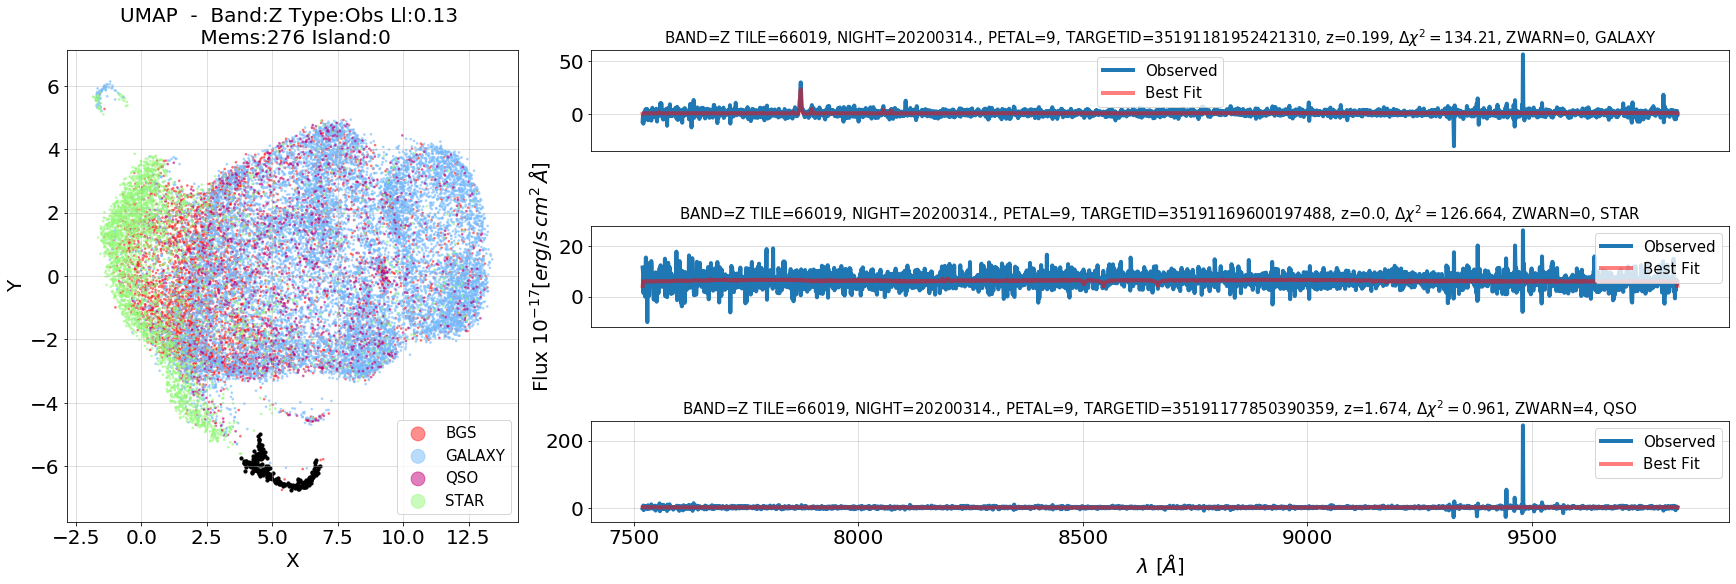 UMAP  -  Band:Z Type:Obs Ll:0.13
Mems:276 Island:0
6
4
2
0
−2
−4
−6
Y
BGS
GALAXY
QSO
STAR
−2.5 0.0 2.5 5.0 7.5 10.0 12.5
X
Flux 10^{-17}[erg/s cm^2 Å]
BAND=Z TILE=66019, NIGHT=20200314., PETAL=9, TARGETID=35191181952421310, z=0.199, Δχ² = 134.21, ZWARN=0, GALAXY
50
0
Observed
Best Fit
BAND=Z TILE=66019, NIGHT=20200314., PETAL=9, TARGETID=35191169600197488, z=0.0, Δχ² = 126.664, ZWARN=0, STAR
20
0
Observed
Best Fit
BAND=Z TILE=66019, NIGHT=20200314., PETAL=9, TARGETID=35191177850390359, z=1.674, Δχ² = 0.961, ZWARN=4, QSO
200
0
Observed
Best Fit
7500 8000 8500 9000 9500
λ [Å]